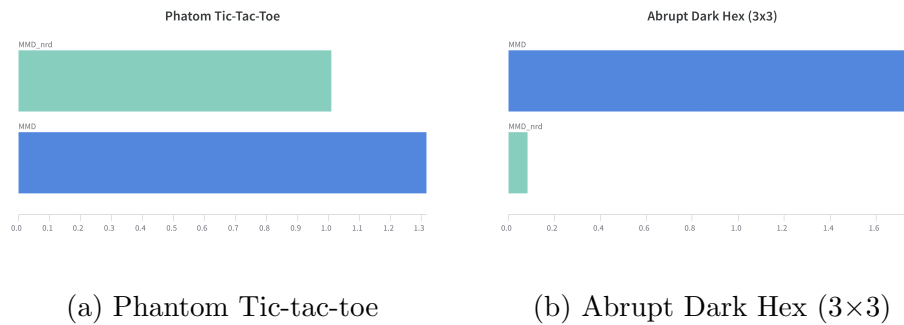 Phatom Tic-Tac-Toe
MMD_nrd
MMD
0.0 0.1 0.2 0.3 0.4 0.5 0.6 0.7 0.8 0.9 1.0 1.1 1.2 1.3
(a) Phantom Tic-tac-toe
Abrupt Dark Hex (3x3)
MMD
MMD_nrd
0.0 0.2 0.4 0.6 0.8 1.0 1.2 1.4 1.6
(b) Abrupt Dark Hex (3×3)